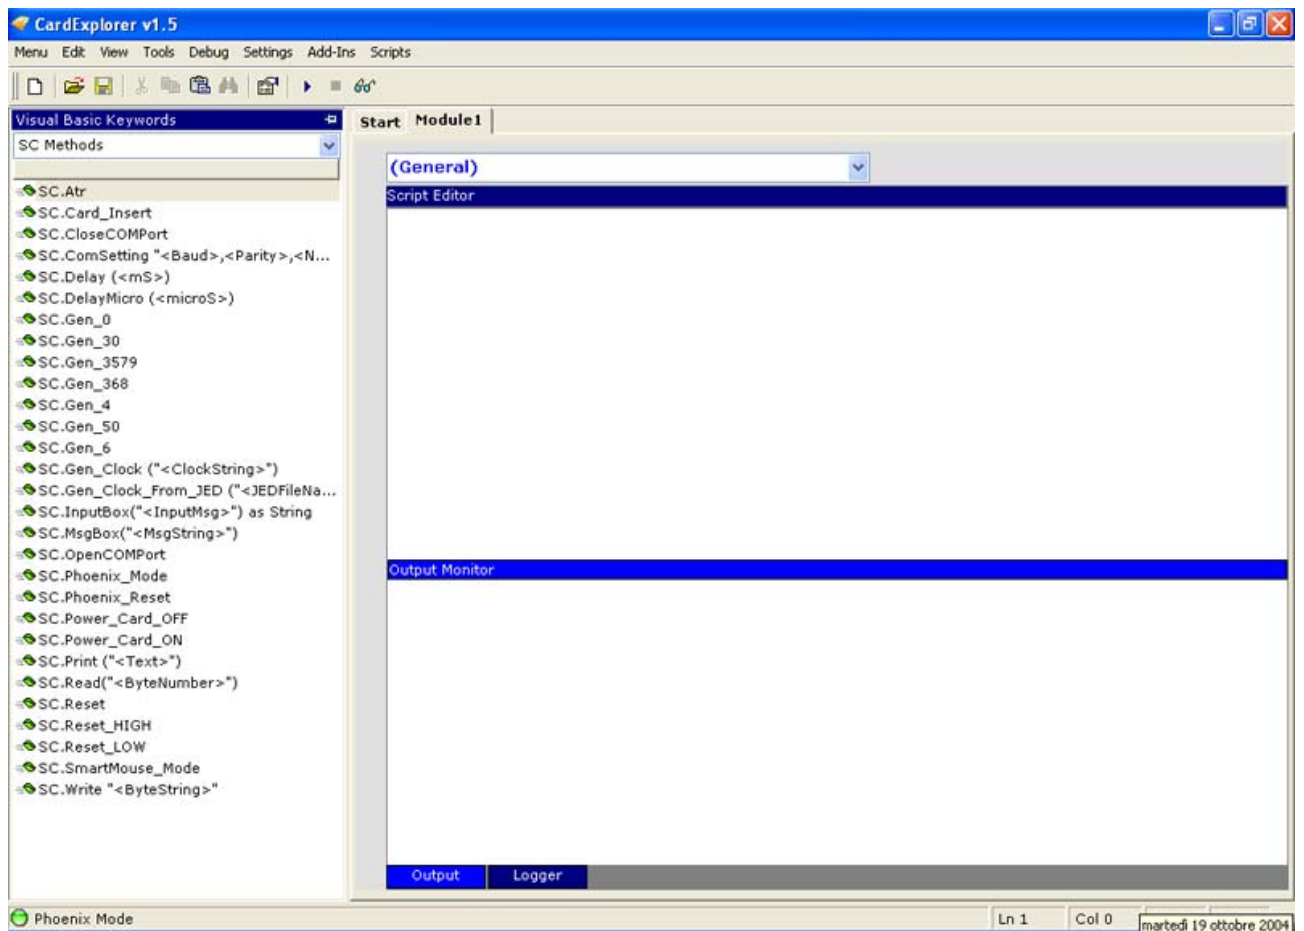 CardExplorer v1.5
Menu Edit View Tools Debug Settings Add-Ins Scripts
Visual Basic Keywords
SC Methods
SC.Atr
SC.Card_Insert
SC.CloseCOMPort
SC.ComSetting "<Baud>,<Parity>,<N...
SC.Delay (<mS>)
SC.DelayMicro (<microS>)
SC.Gen_0
SC.Gen_30
SC.Gen_3579
SC.Gen_368
SC.Gen_4
SC.Gen_50
SC.Gen_6
SC.Gen_Clock ("<ClockString>")
SC.Gen_Clock_From_JED ("<JEDFileNa...
SC.InputBox("<InputMsg>") as String
SC.MsgBox("<MsgString>")
SC.OpenCOMPort
SC.Phoenix_Mode
SC.Phoenix_Reset
SC.Power_Card_OFF
SC.Power_Card_ON
SC.Print ("<Text>")
SC.Read("<ByteNumber>")
SC.Reset
SC.Reset_HIGH
SC.Reset_LOW
SC.SmartMouse_Mode
SC.Write "<ByteString>"
Start Module1
(General)
Script Editor
Output Monitor
Output Logger
Phoenix Mode
Ln 1 Col 0
martedì 19 ottobre 2004